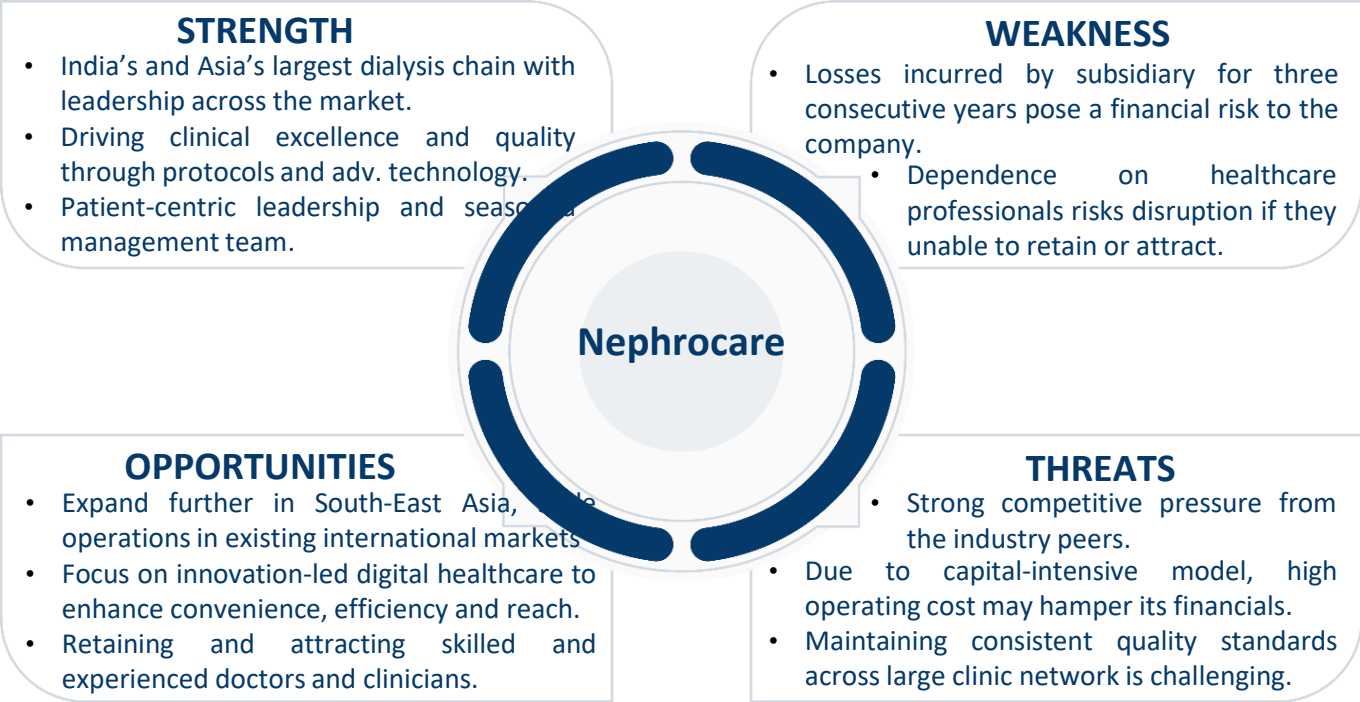 STRENGTH
• India’s and Asia’s largest dialysis chain with
leadership across the market.
• Driving clinical excellence and quality
through protocols and adv. technology.
• Patient-centric leadership and
management team.
WEAKNESS
• Losses incurred by subsidiary for three
consecutive years pose a financial risk to the
company.
• Dependence on healthcare
professionals risks disruption if they
unable to retain or attract.
Nephrocare
OPPORTUNITIES
• Expand further in South-East Asia,
operations in existing international markets
• Focus on innovation-led digital healthcare to
enhance convenience, efficiency and reach.
• Retaining and attracting skilled and
experienced doctors and clinicians.
THREATS
• Strong competitive pressure from
the industry peers.
• Due to capital-intensive model, high
operating cost may hamper its financials.
• Maintaining consistent quality standards
across large clinic network is challenging.